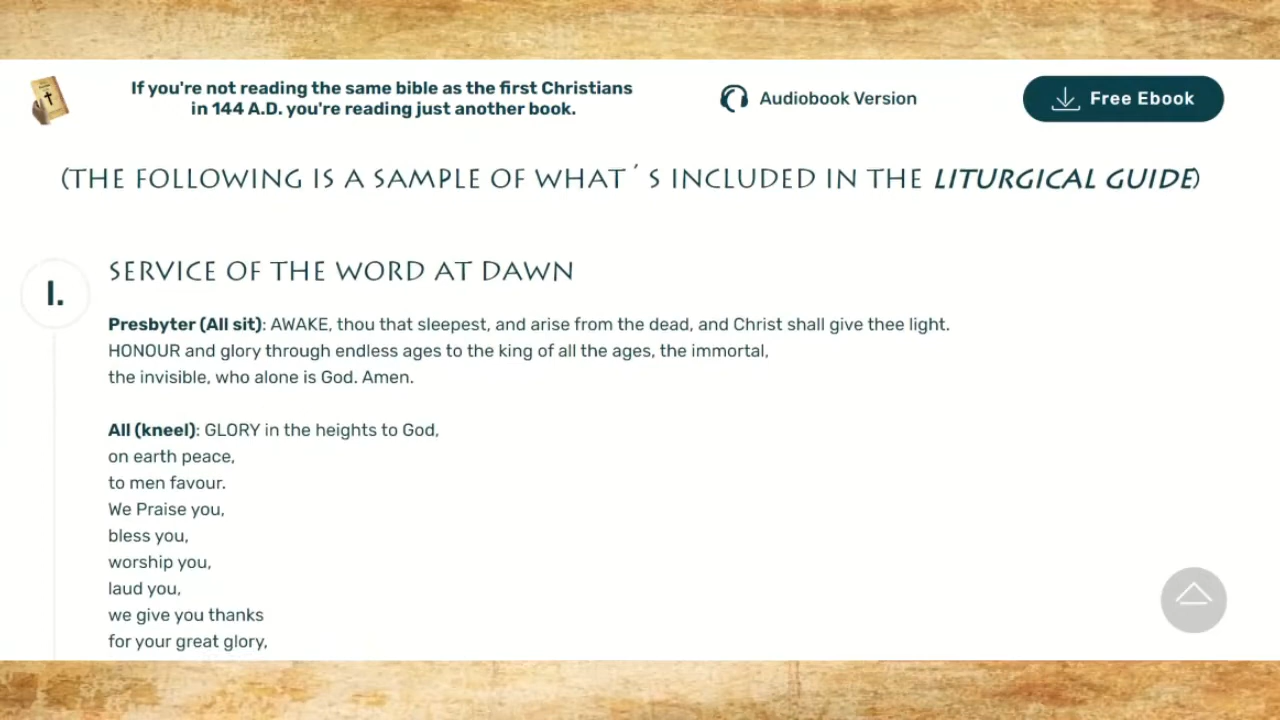 If you're not reading the same bible as the first Christians
in 144 A.D. you're reading just another book.
Audiobook Version
Free Ebook
(THE FOLLOWING IS A SAMPLE OF WHAT´S INCLUDED IN THE LITURGICAL GUIDE)
I.
SERVICE OF THE WORD AT DAWN
Presbyter (All sit): AWAKE, thou that sleepest, and arise from the dead, and Christ shall give thee light.
HONOUR and glory through endless ages to the king of all the ages, the immortal,
the invisible, who alone is God. Amen.
All (kneel): GLORY in the heights to God,
on earth peace,
to men favour.
We Praise you,
bless you,
worship you,
laud you,
we give you thanks
for your great glory,